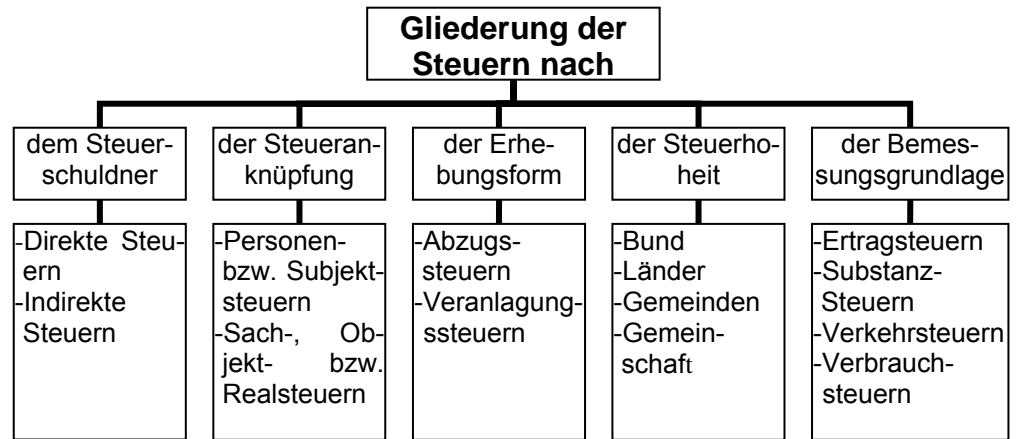 Gliederung der
Steuern nach
dem Steuer-
schuldner
der Steueran-
knüpfung
der Erhe-
bungsform
der Steuerho-
heit
der Bemes-
sungsgrundlage
-Direkte Steu-
ern
-Indirekte
Steuern
-Personen-
bzw. Subjekt-
steuern
-Sach-, Ob-
jekt- bzw.
Realsteuern
-Abzugs-
steuern
-Veranlagung-
ssteuern
-Bund
-Länder
-Gemeinden
-Gemein-
schaft
-Ertragsteuern
-Substanz-
Steuern
-Verkehrsteuern
-Verbrauch-
steuern